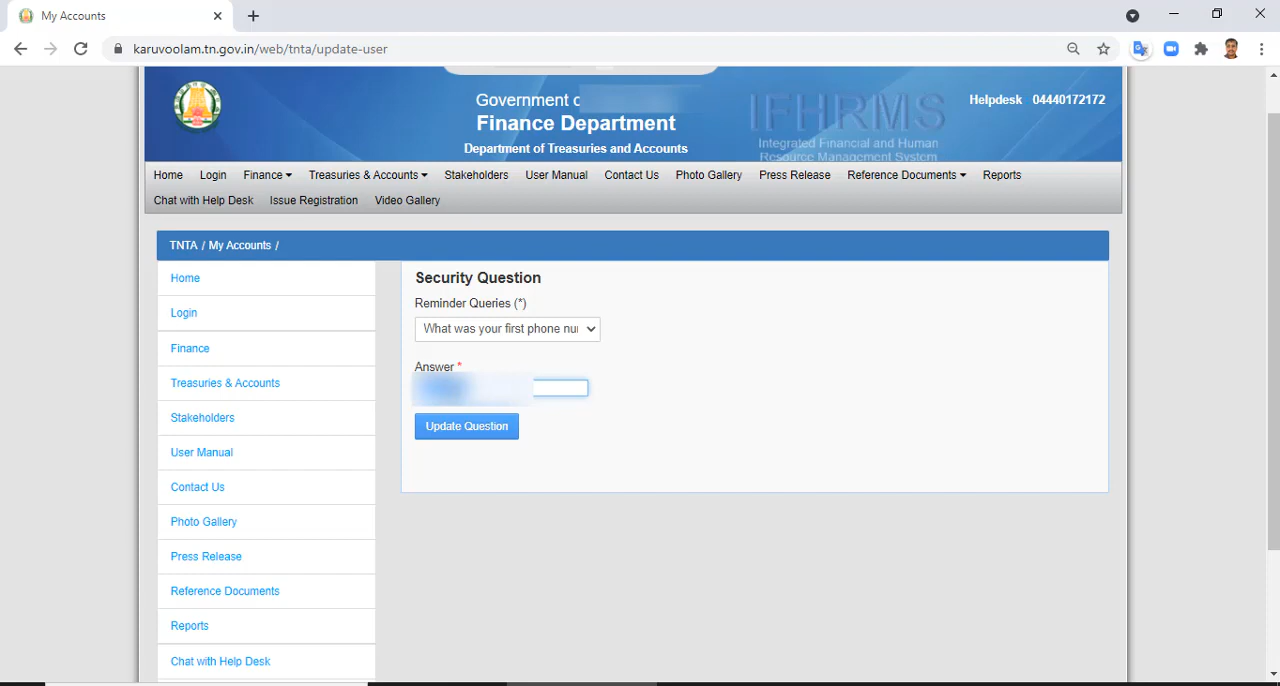 My Accounts
karuvoolam.tn.gov.in/web/tnta/update-user
Government
Finance Department
Department of Treasuries and Accounts
IFHRMS
Integrated Financial and Human
Resource Management System
Helpdesk 04440172172
Home Login Finance Treasuries & Accounts Stakeholders User Manual Contact Us Photo Gallery Press Release Reference Documents Reports
Chat with Help Desk Issue Registration Video Gallery
TNTA / My Accounts /
Home
Login
Finance
Treasuries & Accounts
Stakeholders
User Manual
Contact Us
Photo Gallery
Press Release
Reference Documents
Reports
Chat with Help Desk
Security Question
Reminder Queries (*)
What was your first phone nu
Answer *
Update Question